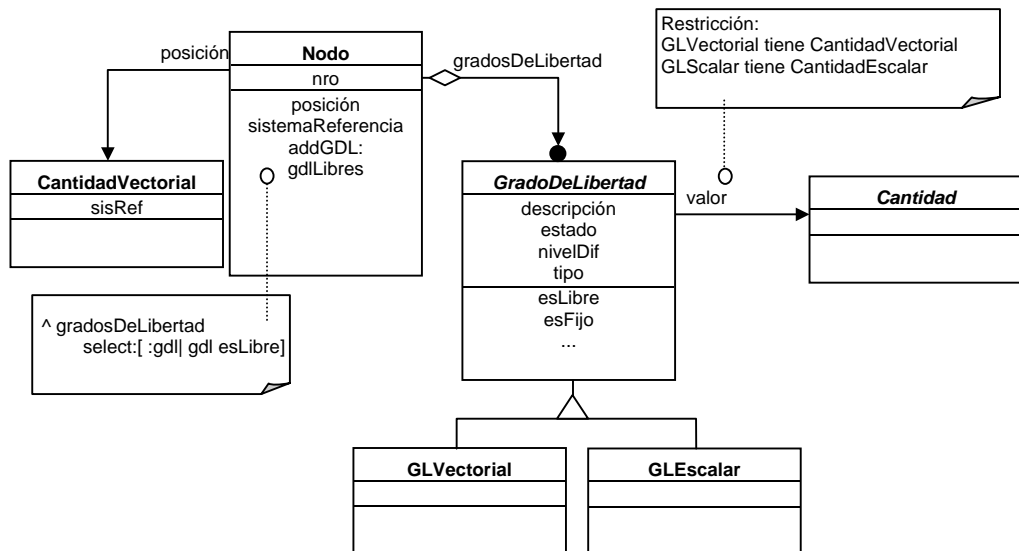 Restricción:
GLVectorial tiene CantidadVectorial
GLScalar tiene CantidadEscalar
posición
Nodo
nro
posición
sistemaReferencia
addGDL:
gdlLibres
gradosDeLibertad
CantidadVectorial
sisRef
GradoDeLibertad
descripción
estado
nivelDif
tipo
esLibre
esFijo
...
valor
Cantidad
^ gradosDeLibertad
select:[ :gdl| gdl esLibre]
GLVectorial
GLEscalar